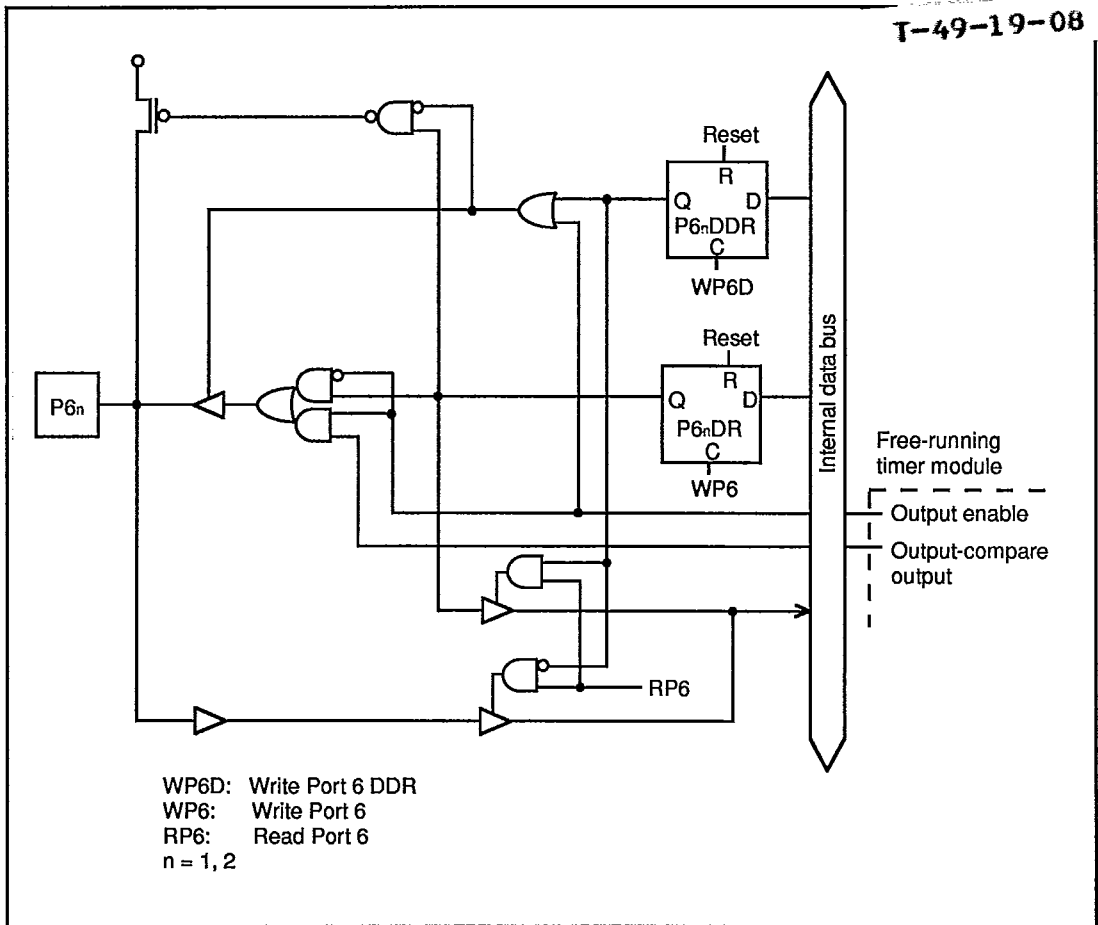 T-49-19-08
Reset
R
Q D
P6nDDR
C
WP6D
Reset
R
Q D
P6nDR
C
WP6
P6n
Internal data bus
Free-running
timer module
Output enable
Output-compare
output
RP6
WP6D: Write Port 6 DDR
WP6: Write Port 6
RP6: Read Port 6
n = 1, 2